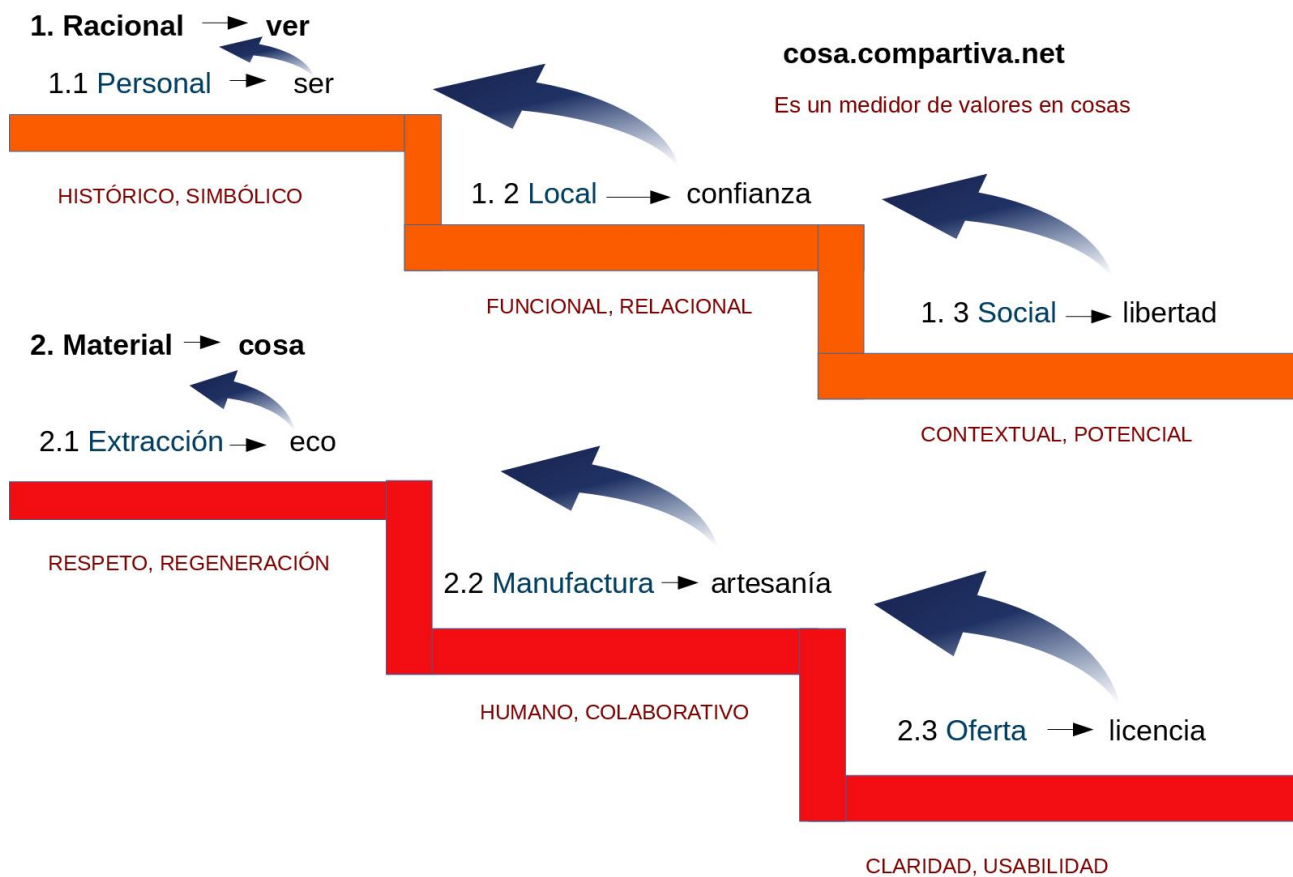 1. Racional ver
1.1 Personal ser
cosa.compartiva.net
Es un medidor de valores en cosas
HISTÓRICO, SIMBÓLICO
1. 2 Local confianza
FUNCIONAL, RELACIONAL
1. 3 Social libertad
CONTEXTUAL, POTENCIAL
2. Material cosa
2.1 Extracción eco
RESPETO, REGENERACIÓN
2.2 Manufactura artesanía
HUMANO, COLABORATIVO
2.3 Oferta licencia
CLARIDAD, USABILIDAD